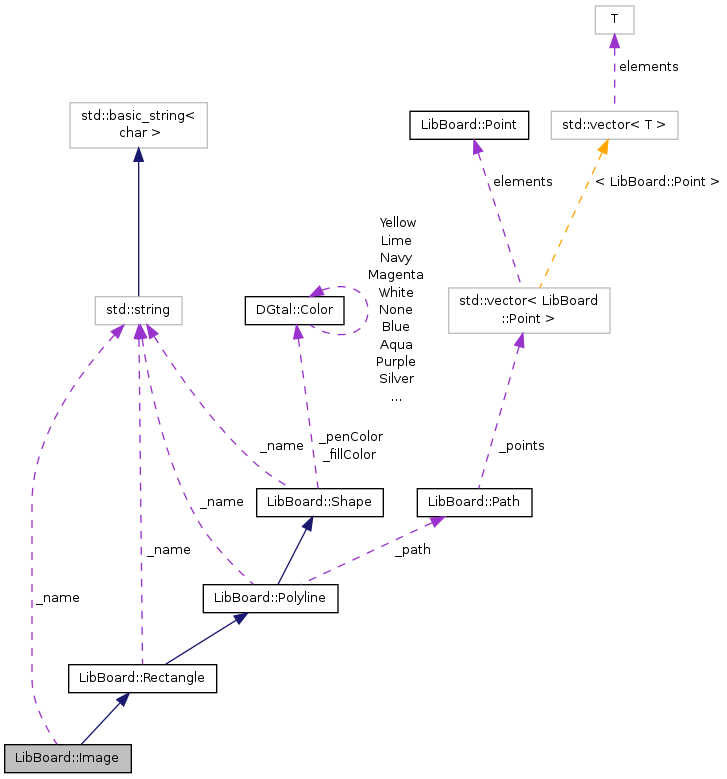 T
elements
std::basic_string<
char >
LibBoard::Point
std::vector< T >
elements
< LibBoard::Point >
Yellow
Lime
Navy
Magenta
White
None
Blue
Aqua
Purple
Silver
...
std::string
DGtal::Color
std::vector< LibBoard
::Point >
_name
_penColor
_fillColor
_points
LibBoard::Shape
LibBoard::Path
_name
_name
_path
LibBoard::Polyline
_name
LibBoard::Rectangle
LibBoard::Image